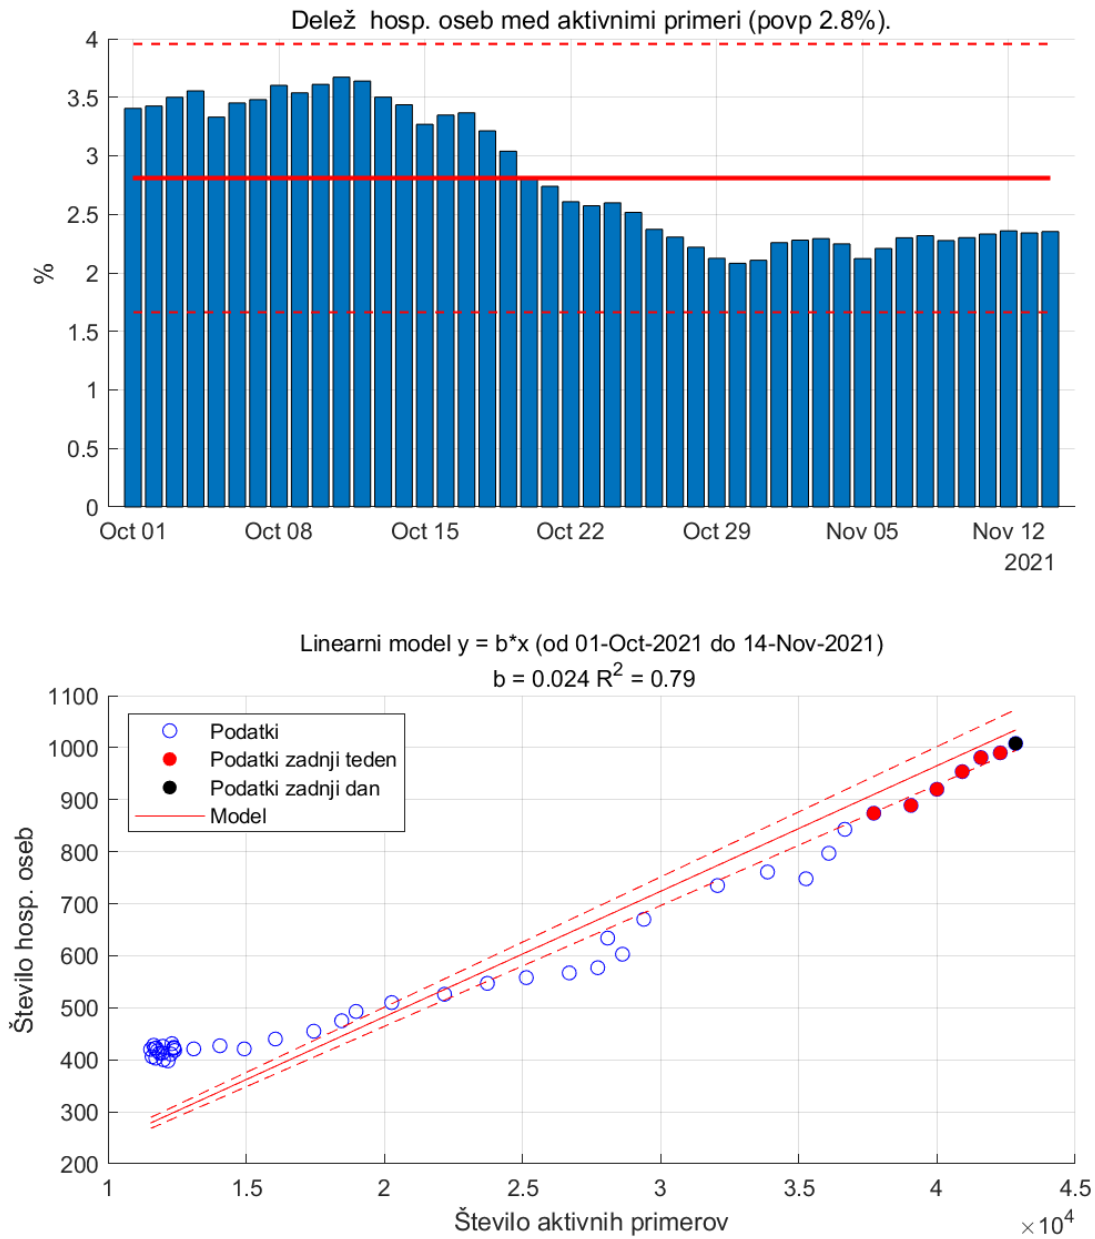 Delež  hosp. oseb med aktivnimi primeri (povp 2.8%).
4
3.5
3
2.5
2
1.5
1
0.5
0
%
Oct 01 Oct 08 Oct 15 Oct 22 Oct 29 Nov 05 Nov 12
2021
Linearni model y = b*x (od 01-Oct-2021 do 14-Nov-2021)
b = 0.024 R² = 0.79
1100
1000
900
800
700
600
500
400
300
200
Število hosp. oseb
Podatki
Podatki zadnji teden
Podatki zadnji dan
Model
1 1.5 2 2.5 3 3.5 4 4.5
Število aktivnih primerov
×10⁴